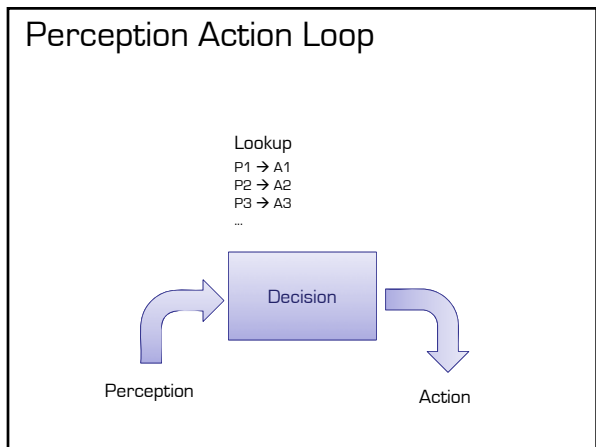 Perception Action Loop
Lookup
P1 → A1
P2 → A2
P3 → A3
...
Decision
Perception
Action